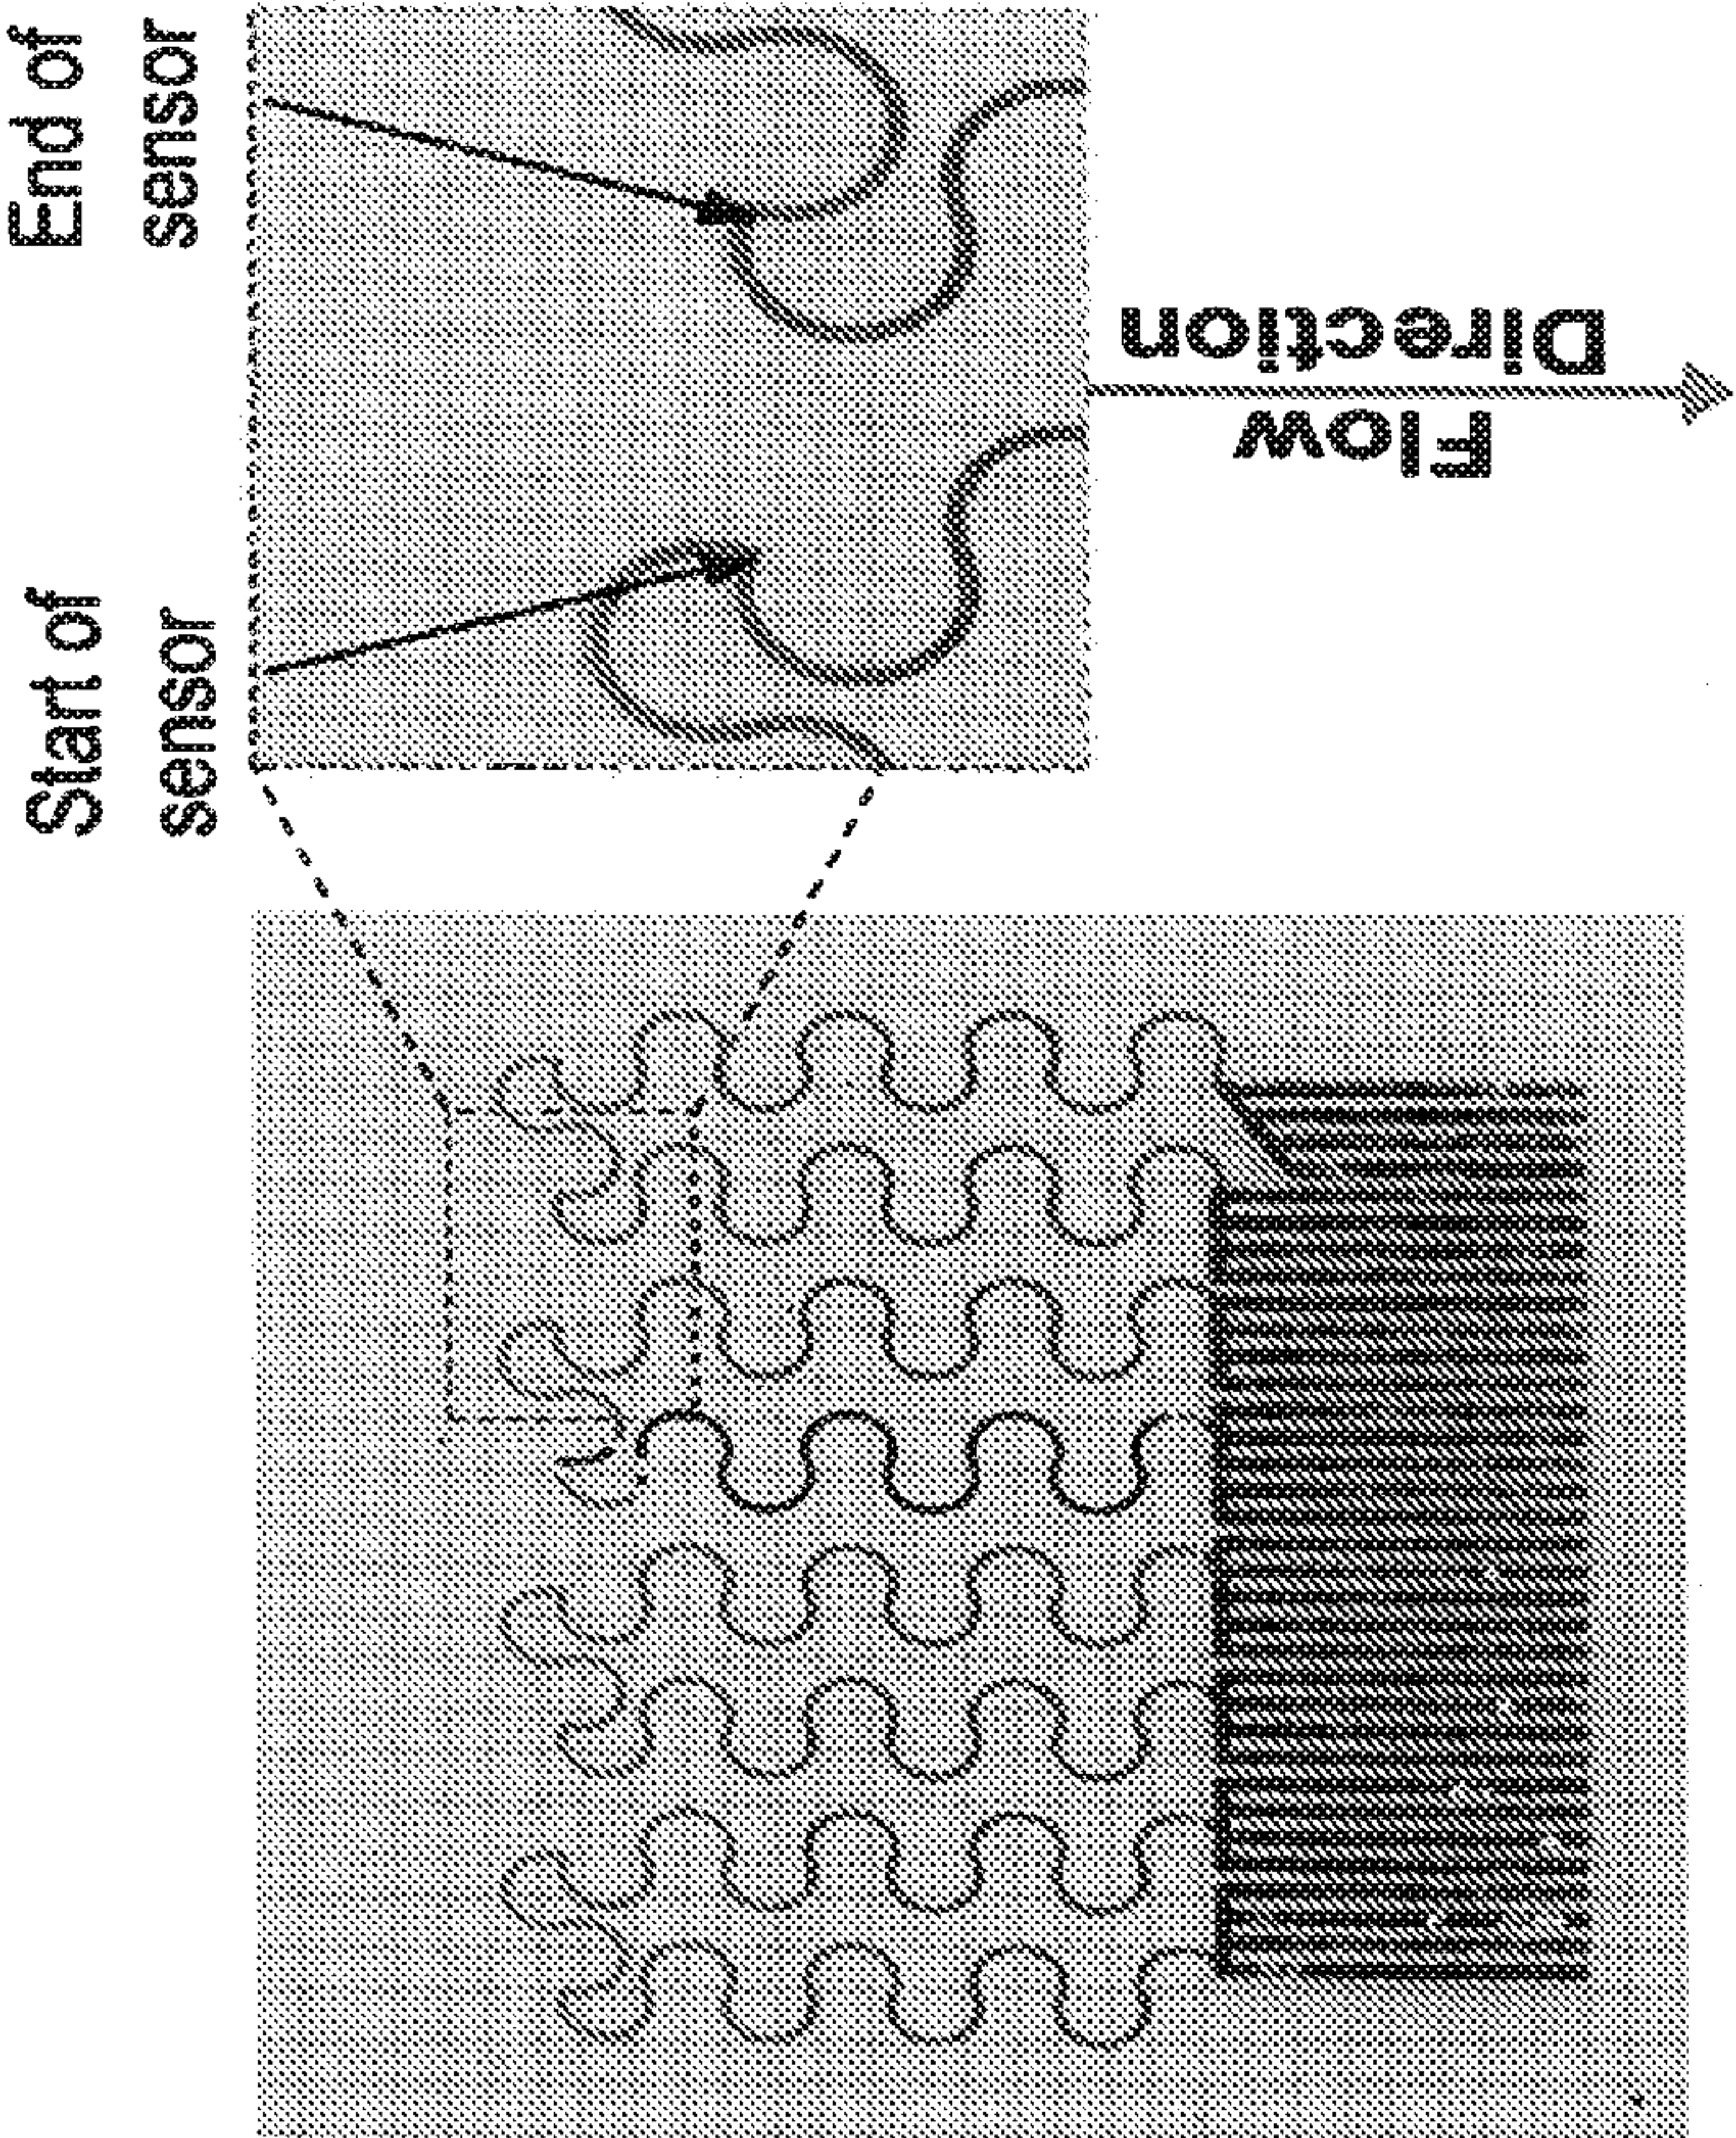 End of
sensor
Start of
sensor
Flow
Direction